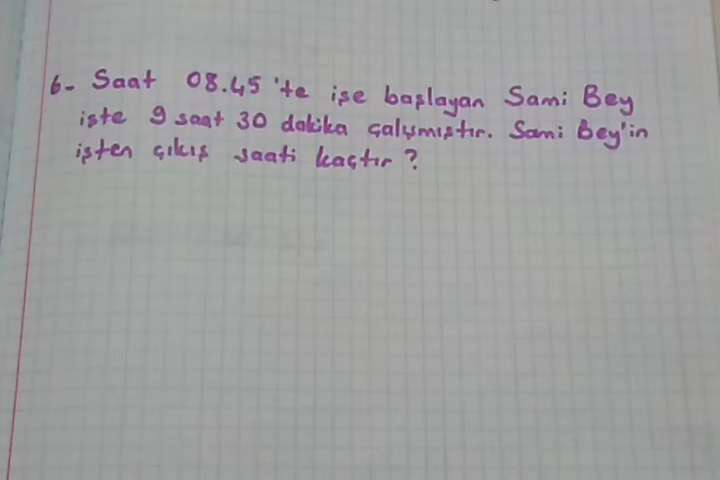 6- Saat 08.45'te işe başlayan Sami Bey
işte 9 saat 30 dakika çalışmıştır. Sami Bey'in
işten çıkış saati kaçtır?